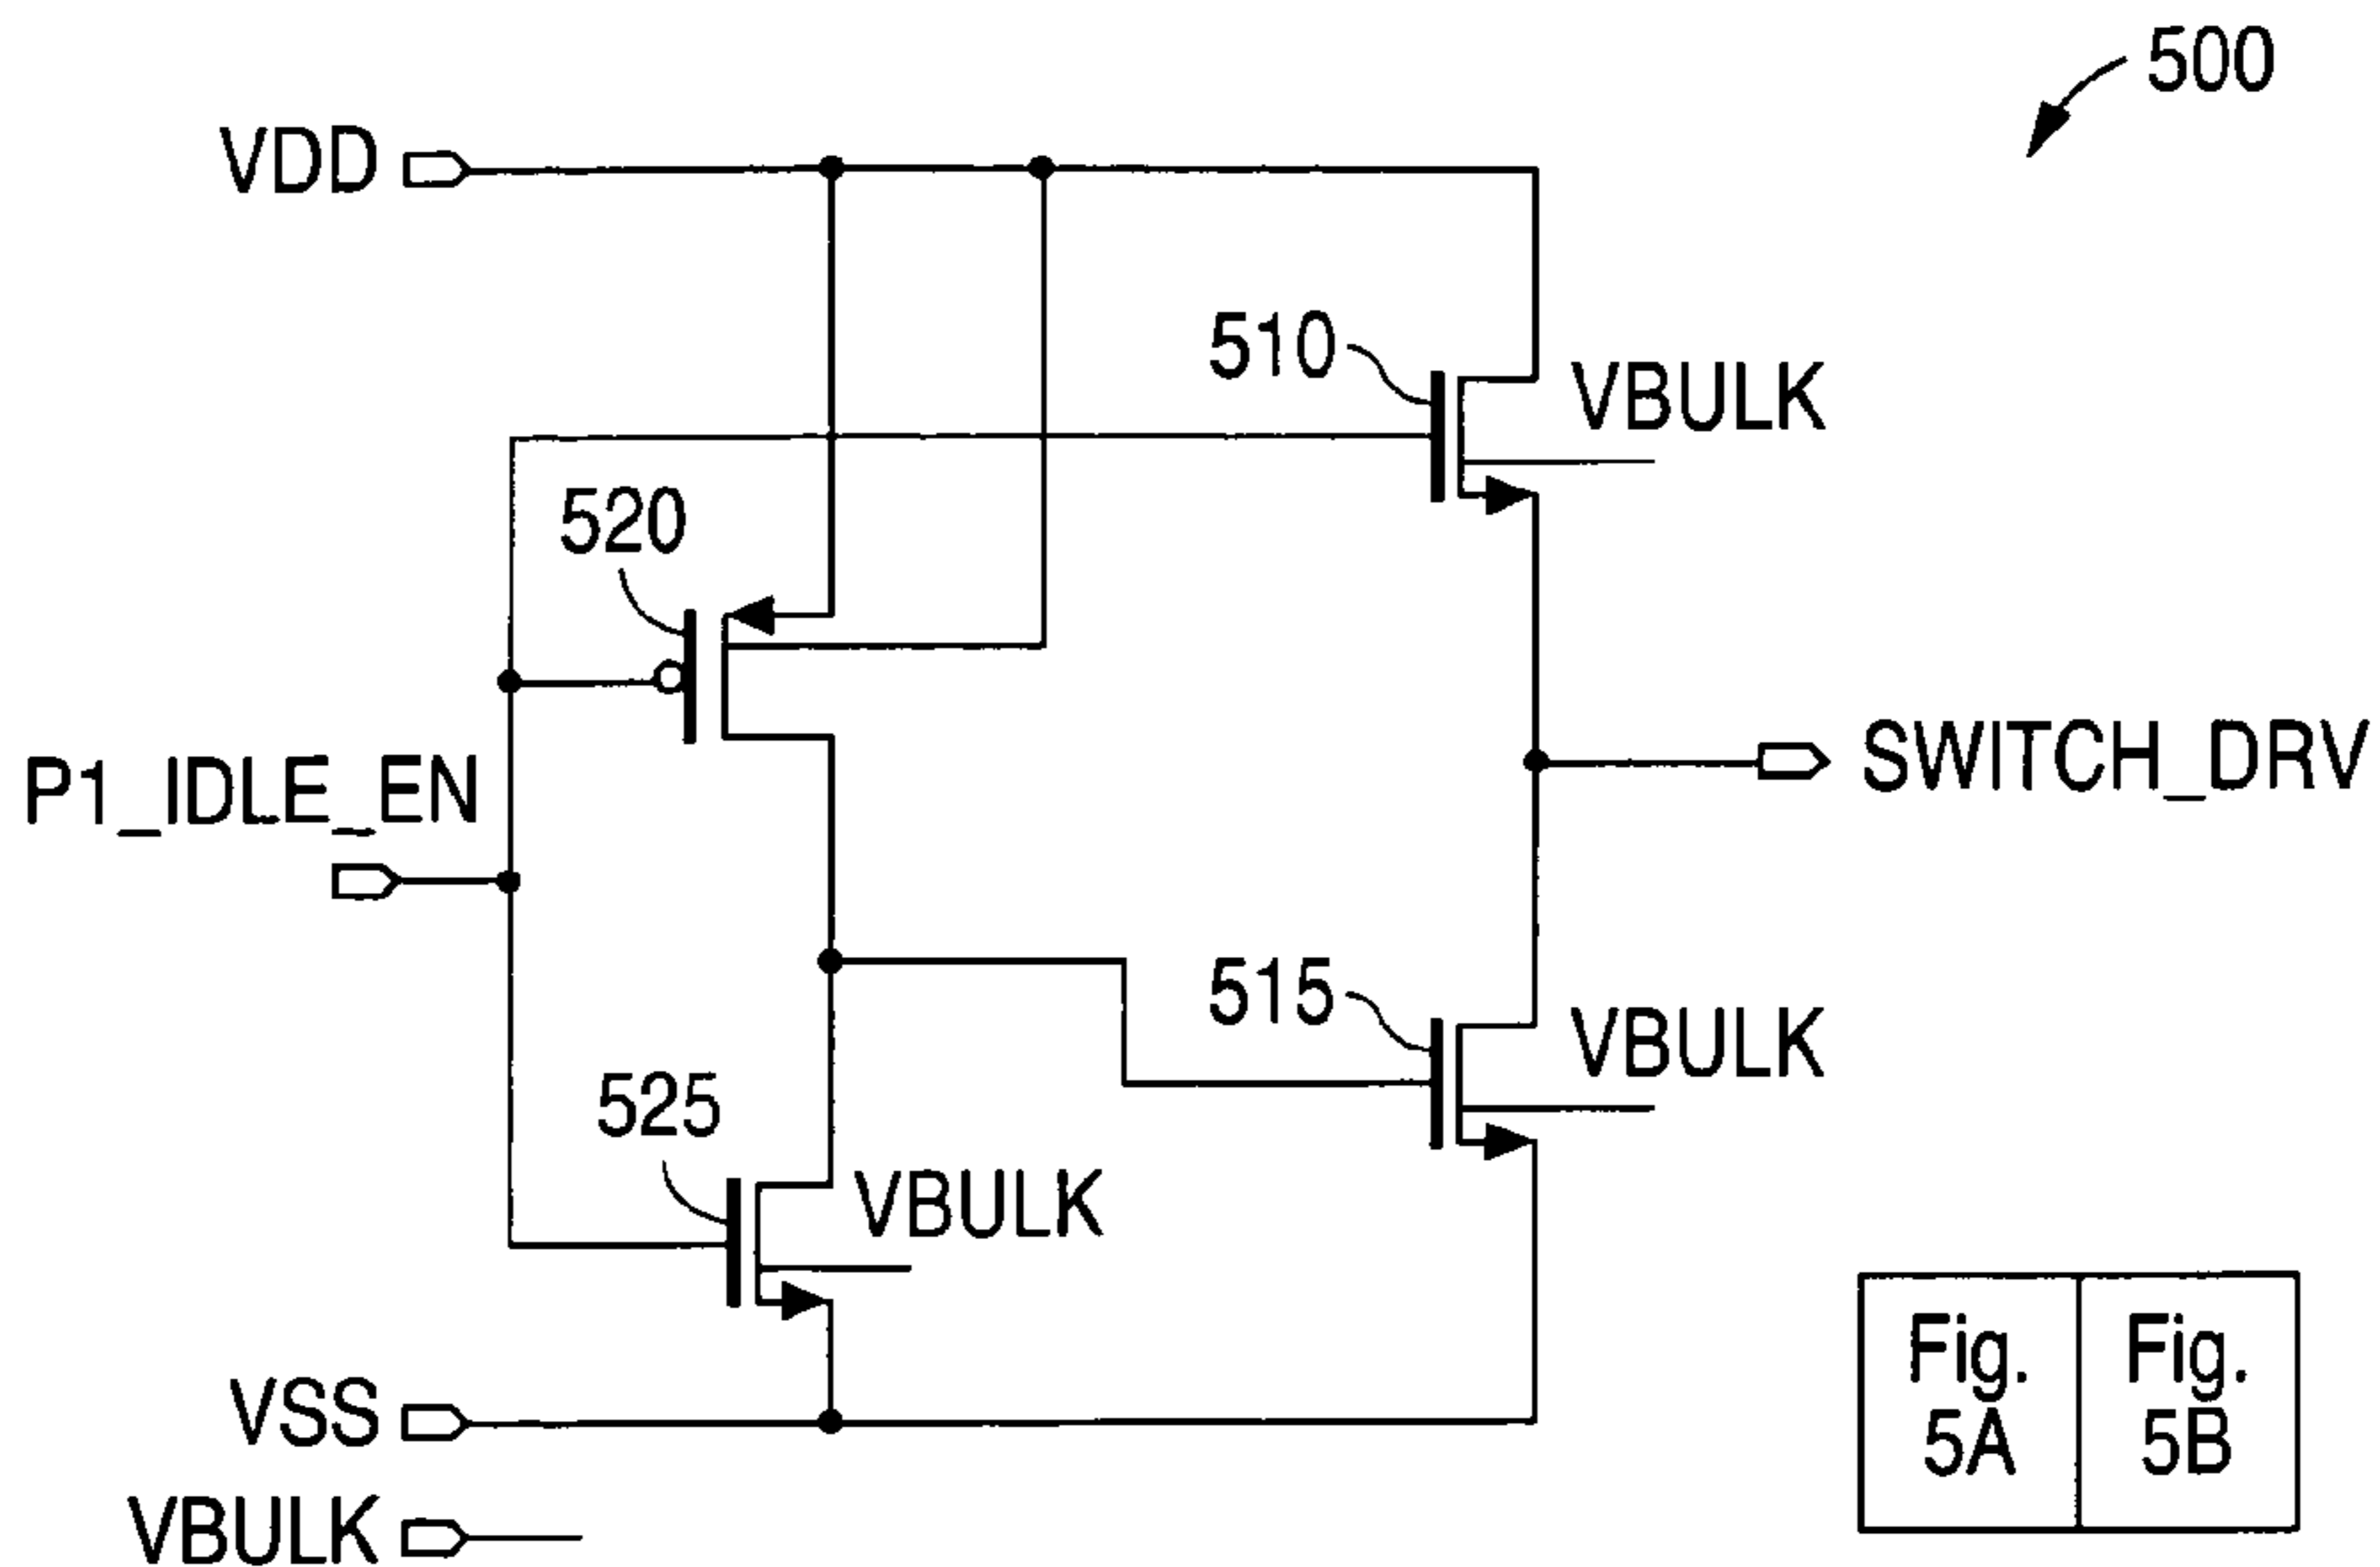 500
VDD
510
VBULK
520
P1_IDLE_EN
SWITCH_DRV
515
VBULK
525
VBULK
VSS
VBULK
Fig.
5A
Fig.
5B